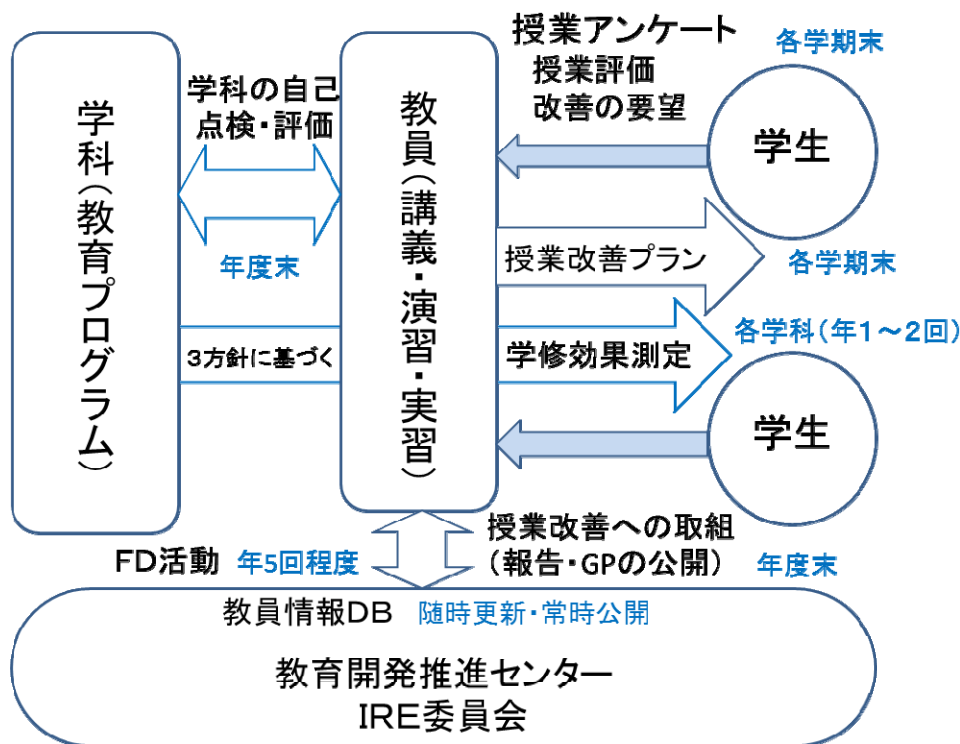 学科（教育プログラム）
学科の自己
点検・評価
年度末
３方針に基づく
教員（講義・演習・実習）
授業アンケート
授業評価
改善の要望
各学期末
学生
授業改善プラン
各学期末
各学科（年１～２回）
学修効果測定
学生
授業改善への取組
（報告・GPの公開）
年度末
ＦＤ活動
年5回程度
教員情報ＤＢ
随時更新・常時公開
教育開発推進センター
ＩＲＥ委員会